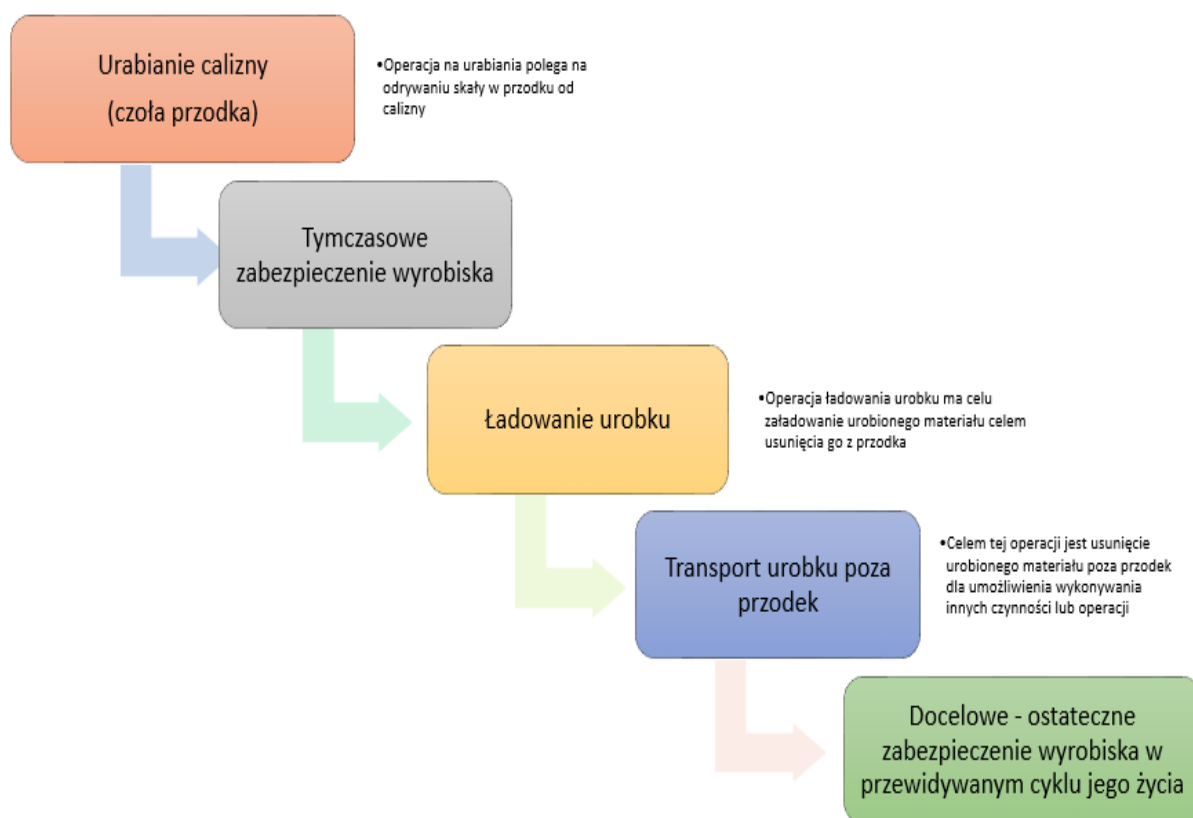 Urabianie calizny
(czoła przodka)
•Operacja na urabiania polega na
odrywaniu skały w przodku od
calizny
Tymczasowe
zabezpieczenie wyrobiska
Ładowanie urobku
•Operacja ładowania urobku ma celu
załadowanie urobionego materiału celem
usunięcia go z przodka
Transport urobku poza
przodek
•Celem tej operacji jest usunięcie
urobionego materiału poza przodek
dla umożliwienia wykonywania
innych czynności lub operacji
Docelowe - ostateczne
zabezpieczenie wyrobiska w
przewidywanym cyklu jego życia